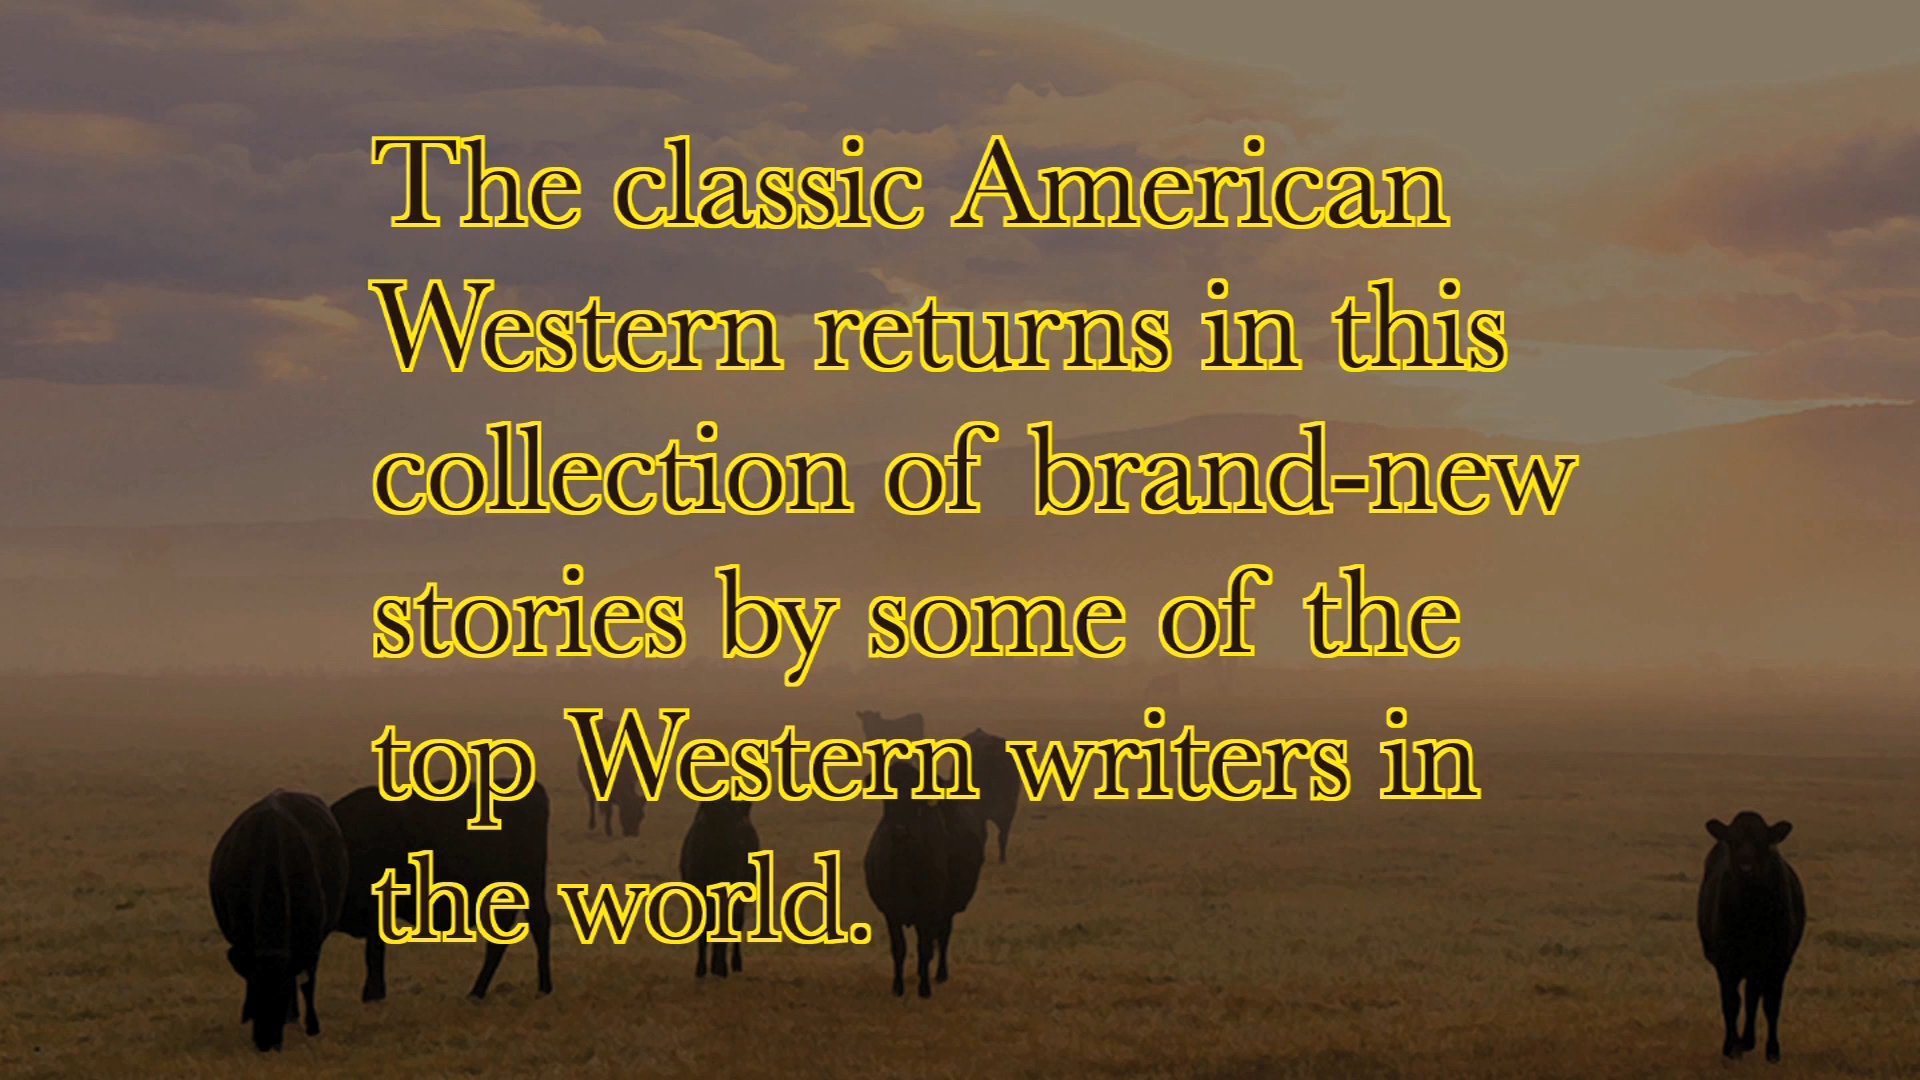 The classic American
Western returns in this
collection of brand-new
stories by some of the
top Western writers in
the world.